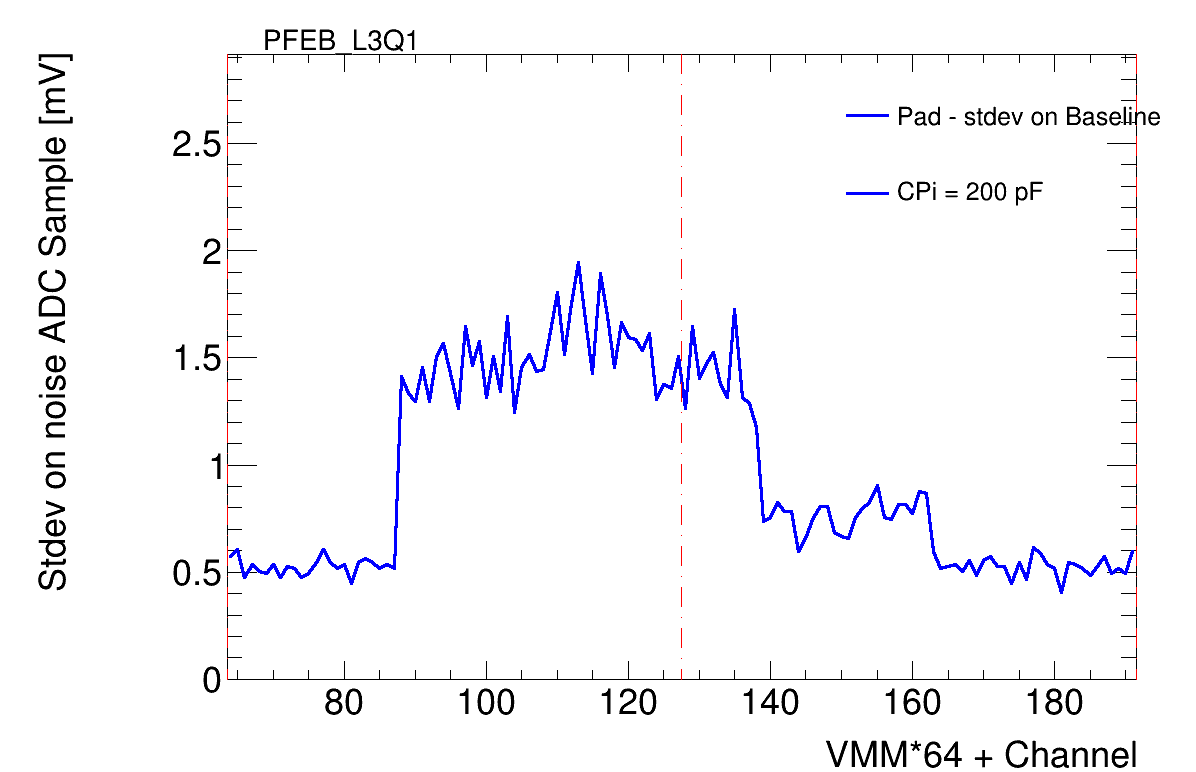 PFEB_L3Q1
Stdev on noise ADC Sample [mV]
Pad - stdev on Baseline
CPi = 200 pF
2.5
2
1.5
1
0.5
0
80 100 120 140 160 180
VMM*64 + Channel